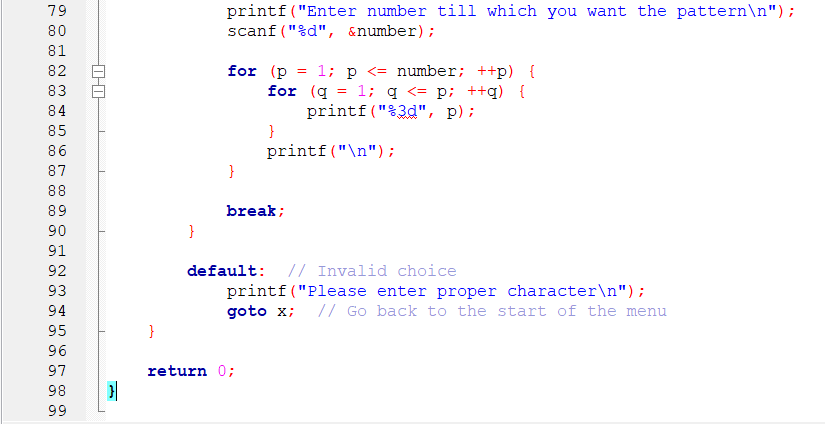 79 printf("Enter number till which you want the pattern\n");
80 scanf("%d", &number);
81
82 for (p = 1; p <= number; ++p) {
83 for (q = 1; q <= p; ++q) {
84 printf("%3d", p);
85 }
86 printf("\n");
87 }
88
89 break;
90 }
91
92 default:  // Invalid choice
93 printf("Please enter proper character\n");
94 goto x;  // Go back to the start of the menu
95 }
96
97 return 0;
98 }
99